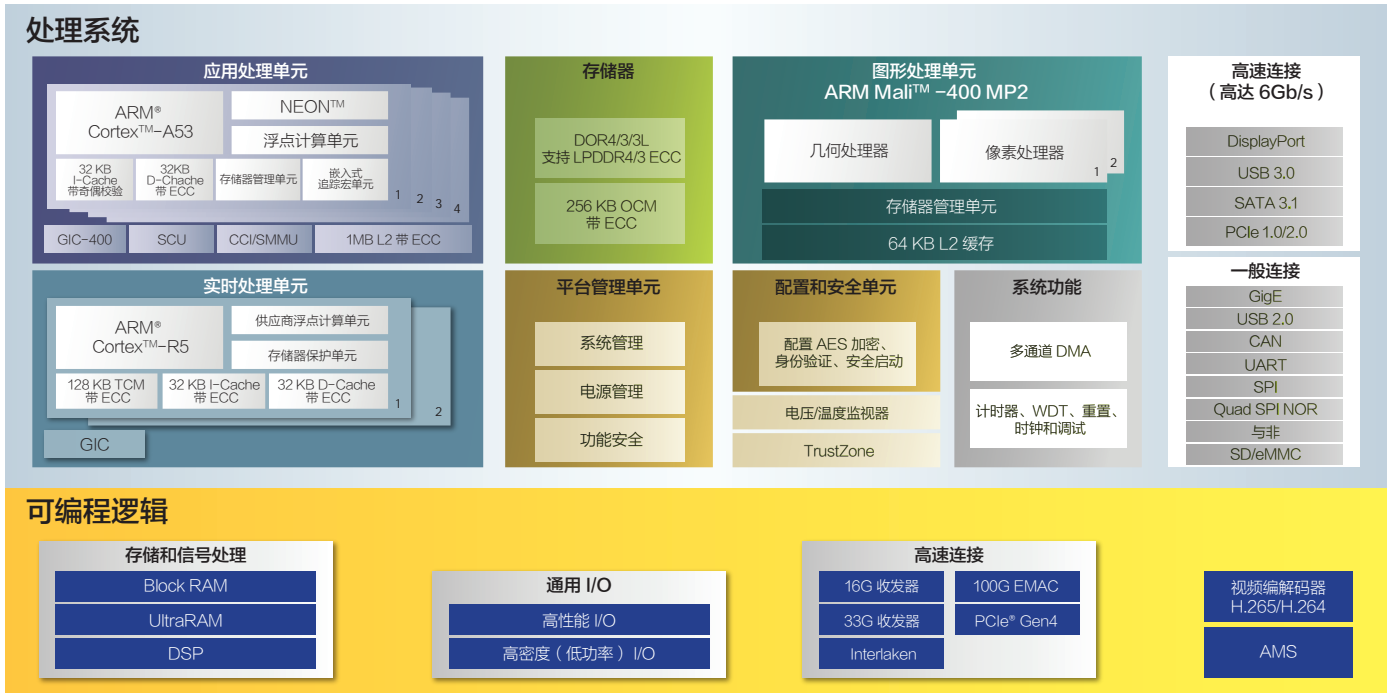 处理系统
应用处理单元
ARM®
Cortex™-A53
NEON™
浮点计算单元
32 KB
I-Cache
带奇偶校验
32KB
D-Chache
带 ECC
存储器管理单元
嵌入式
追踪宏单元
1
2
3
4
GIC-400
SCU
CCI/SMMU
1MB L2 带 ECC
存储器
DOR4/3/3L
支持 LPDDR4/3 ECC
256 KB OCM
带 ECC
图形处理单元
ARM Mali™ -400 MP2
几何处理器
像素处理器
1
2
存储器管理单元
64 KB L2 缓存
高速连接
（高达 6Gb/s）
DisplayPort
USB 3.0
SATA 3.1
PCIe 1.0/2.0
实时处理单元
ARM®
Cortex™-R5
供应商浮点计算单元
存储器保护单元
128 KB TCM
带 ECC
32 KB I-Cache
带 ECC
32 KB D-Cache
带 ECC
1
2
GIC
平台管理单元
系统管理
电源管理
功能安全
配置和安全单元
配置 AES 加密、
身份验证、安全启动
电压/温度监视器
TrustZone
系统功能
多通道 DMA
计时器、WDT、重置、
时钟和调试
一般连接
GigE
USB 2.0
CAN
UART
SPI
Quad SPI NOR
与非
SD/eMMC
可编程逻辑
存储和信号处理
Block RAM
UltraRAM
DSP
通用 I/O
高性能 I/O
高密度（低功率）I/O
高速连接
16G 收发器
100G EMAC
33G 收发器
PCIe® Gen4
Interlaken
视频编解码器
H.265/H.264
AMS